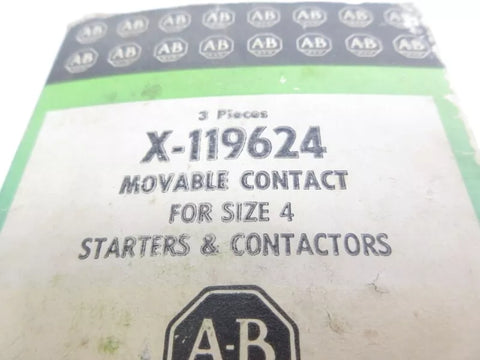 A-B A-B A-B A-B A-B A-B A-B A-B
A-B A-B A-B A-B A-B A-B A-B A-B
3 Pieces
X-119624
MOVABLE CONTACT
FOR SIZE 4
STARTERS & CONTACTORS
A-B